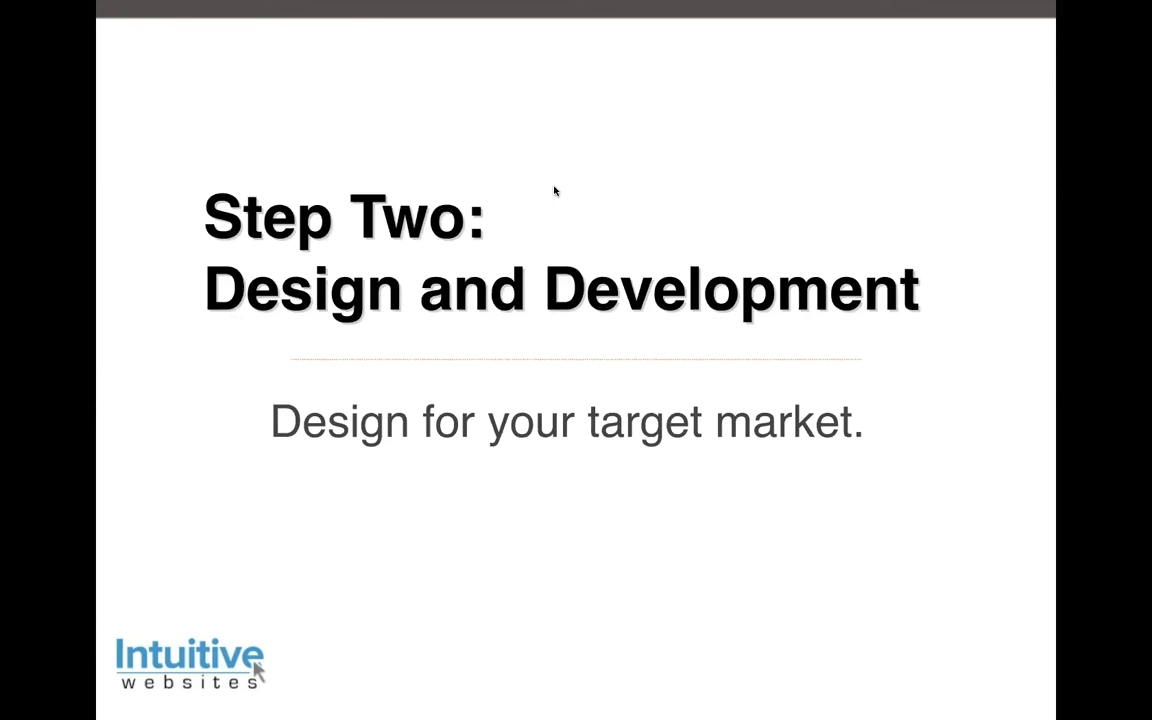 Step Two:
Design and Development
Design for your target market.
Intuitive
websites